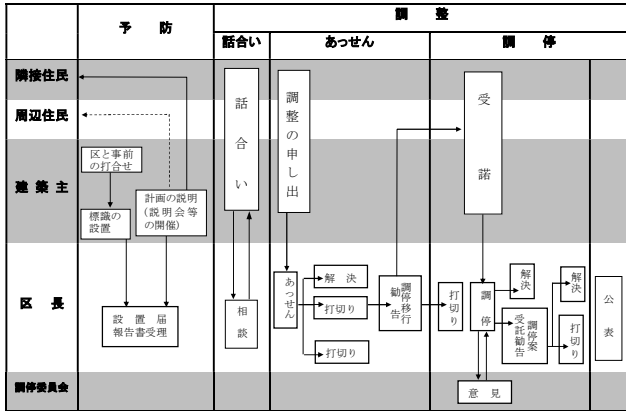 予 防
調 整
話合い
あっせん
調 停
隣接住民
周辺住民
建 築 主
区 長
調停委員会
区と事前
の打合せ
標識の
設置
計画の説明
(説明会等
の開催)
設 置 届
報告書受理
話合い
相談
調整の申し出
あっせん
解 決
打切り
打切り
調停移行
勧告
打切り
受諾
調停
意 見
解決
調停案
受託勧告
解決
打切り
公表